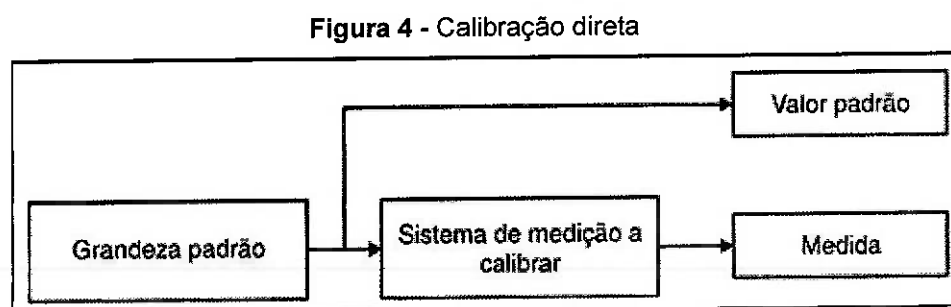 Figura 4 - Calibração direta
Valor padrão
Grandeza padrão
Sistema de medição a
calibrar
Medida